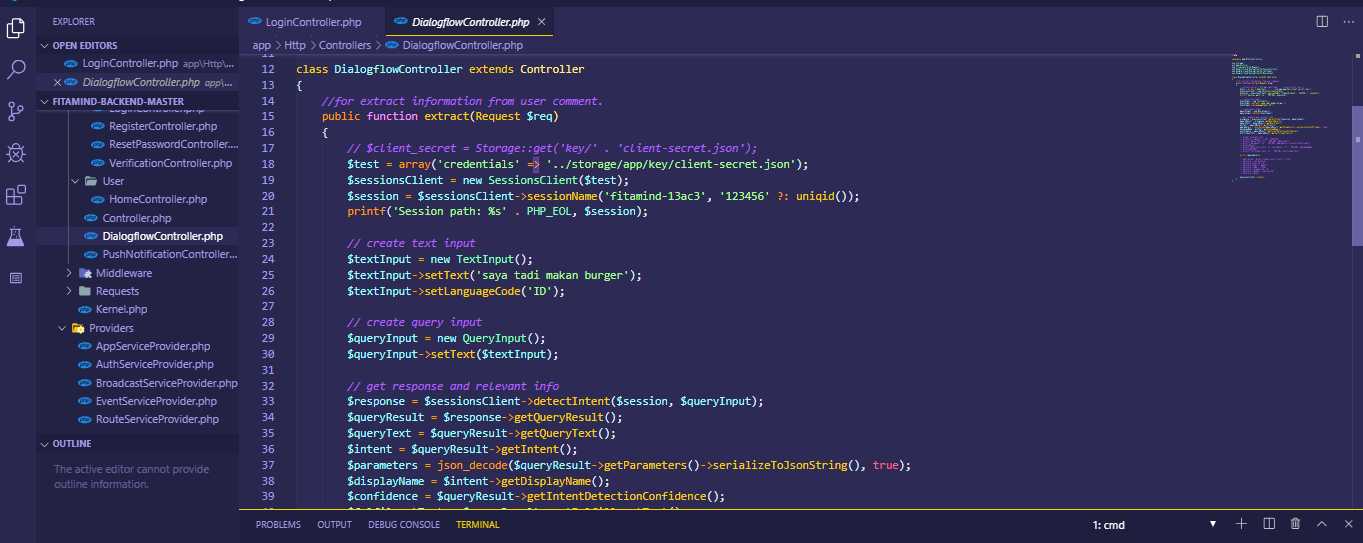 EXPLORER
OPEN EDITORS
LoginController.php app\Http\...
DialogflowController.php app\...
FITAMIND-BACKEND-MASTER
LoginController.php
RegisterController.php
ResetPasswordController....
VerificationController.php
User
HomeController.php
Controller.php
DialogflowController.php
PushNotificationController...
Middleware
Requests
Kernel.php
Providers
AppServiceProvider.php
AuthServiceProvider.php
BroadcastServiceProvider.php
EventServiceProvider.php
RouteServiceProvider.php
OUTLINE
The active editor cannot provide
outline information.
LoginController.php
DialogflowController.php
app > Http > Controllers > DialogflowController.php
11
12 class DialogflowController extends Controller
13 {
14 //for extract information from user comment.
15 public function extract(Request $req)
16 {
17 // $client_secret = Storage::get('key/' . 'client-secret.json');
18 $test = array('credentials' => '../storage/app/key/client-secret.json');
19 $sessionsClient = new SessionsClient($test);
20 $session = $sessionsClient->sessionName('fitamind-13ac3', '123456' ?: uniqid());
21 printf('Session path: %s' . PHP_EOL, $session);
22
23 // create text input
24 $textInput = new TextInput();
25 $textInput->setText('saya tadi makan burger');
26 $textInput->setLanguageCode('ID');
27
28 // create query input
29 $queryInput = new QueryInput();
30 $queryInput->setText($textInput);
31
32 // get response and relevant info
33 $response = $sessionsClient->detectIntent($session, $queryInput);
34 $queryResult = $response->getQueryResult();
35 $queryText = $queryResult->getQueryText();
36 $intent = $queryResult->getIntent();
37 $parameters = json_decode($queryResult->getParameters()->serializeToJsonString(), true);
38 $displayName = $intent->getDisplayName();
39 $confidence = $queryResult->getIntentDetectionConfidence();
PROBLEMS OUTPUT DEBUG CONSOLE TERMINAL 1: cmd